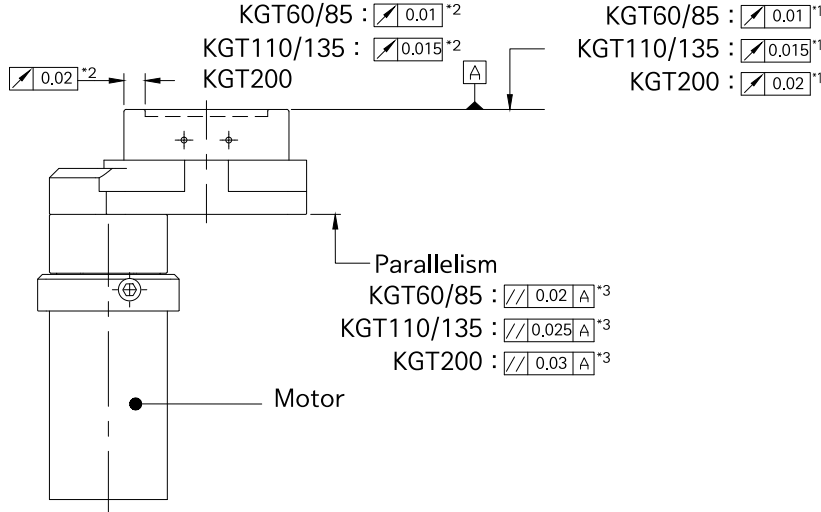 KGT60/85 : ↗ 0.01 *2
KGT110/135 : ↗ 0.015 *2
↗ 0.02 *2 KGT200
KGT60/85 : ↗ 0.01 *1
KGT110/135 : ↗ 0.015 *1
KGT200 : ↗ 0.02 *1
A
Parallelism
KGT60/85 : // 0.02 A *3
KGT110/135 : // 0.025 A *3
KGT200 : // 0.03 A *3
Motor